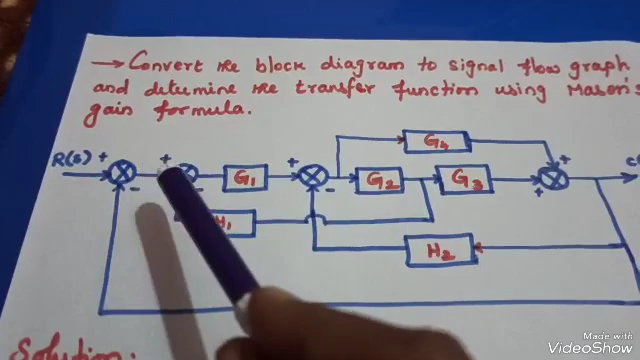 → Convert the block diagram to signal flow graph
and determine the transfer function using Mason's
gain formula.
G4
R(s) + + + +
G1 G2 G3 +
- - -
H1
H2
Solution:
Made with
VideoShow